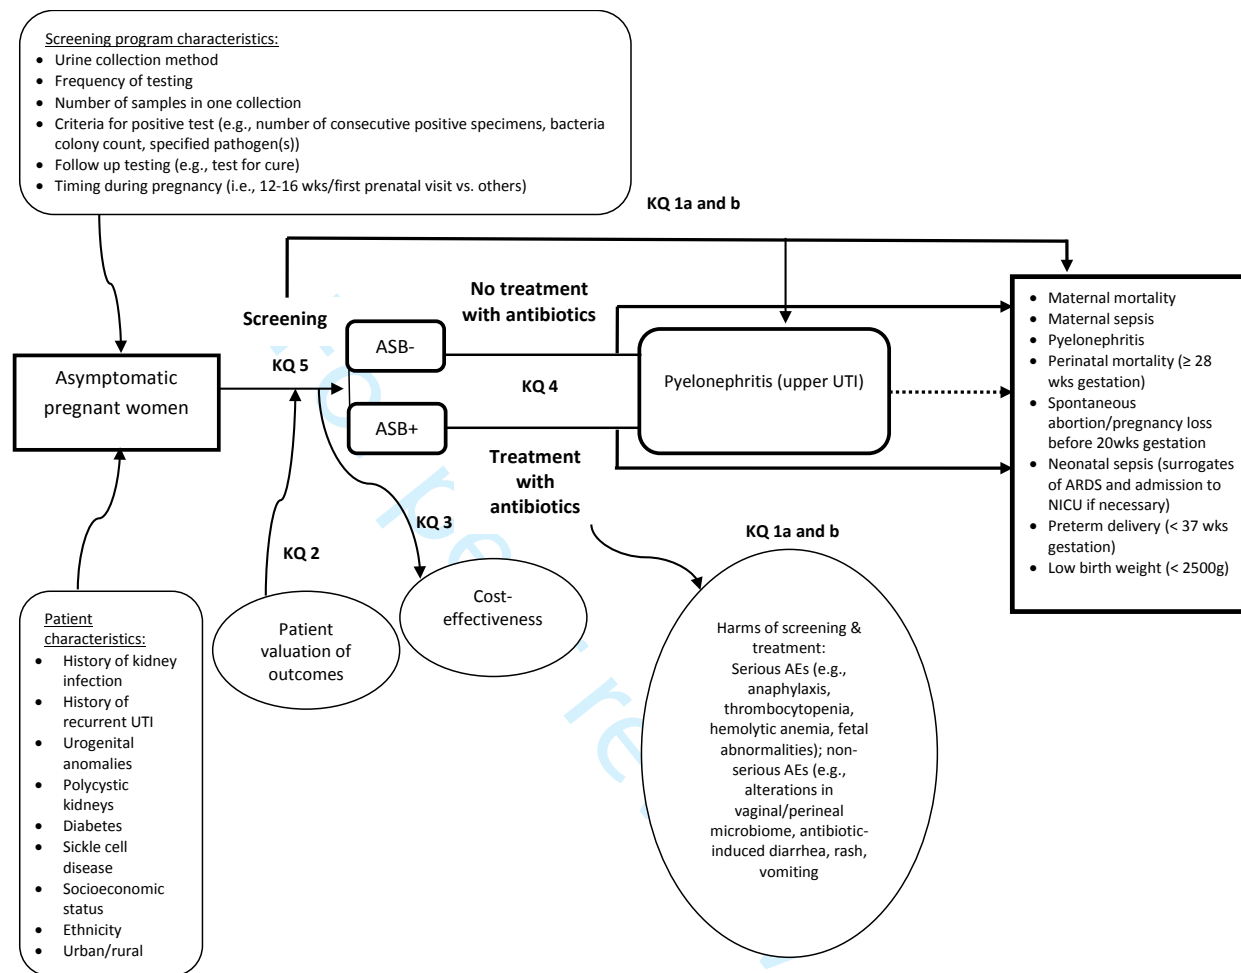 Screening program characteristics:
• Urine collection method
• Frequency of testing
• Number of samples in one collection
• Criteria for positive test (e.g., number of consecutive positive specimens, bacteria
colony count, specified pathogen(s))
• Follow up testing (e.g., test for cure)
• Timing during pregnancy (i.e., 12-16 wks/first prenatal visit vs. others)
KQ 1a and b
Screening
No treatment
with antibiotics
KQ 5
Asymptomatic
pregnant women
ASB-
ASB+
KQ 4
Pyelonephritis (upper UTI)
Treatment
with
antibiotics
• Maternal mortality
• Maternal sepsis
• Pyelonephritis
• Perinatal mortality (≥ 28
wks gestation)
• Spontaneous
abortion/pregnancy loss
before 20wks gestation
• Neonatal sepsis (surrogates
of ARDS and admission to
NICU if necessary)
• Preterm delivery (< 37 wks
gestation)
• Low birth weight (< 2500g)
KQ 2
KQ 3
Patient
valuation of
outcomes
Cost-
effectiveness
KQ 1a and b
Harms of screening &
treatment:
Serious AEs (e.g.,
anaphylaxis,
thrombocytopenia,
hemolytic anemia, fetal
abnormalities); non-
serious AEs (e.g.,
alterations in
vaginal/perineal
microbiome, antibiotic-
induced diarrhea, rash,
vomiting
Patient
characteristics:
• History of kidney
infection
• History of
recurrent UTI
• Urogenital
anomalies
• Polycystic
kidneys
• Diabetes
• Sickle cell
disease
• Socioeconomic
status
• Ethnicity
• Urban/rural